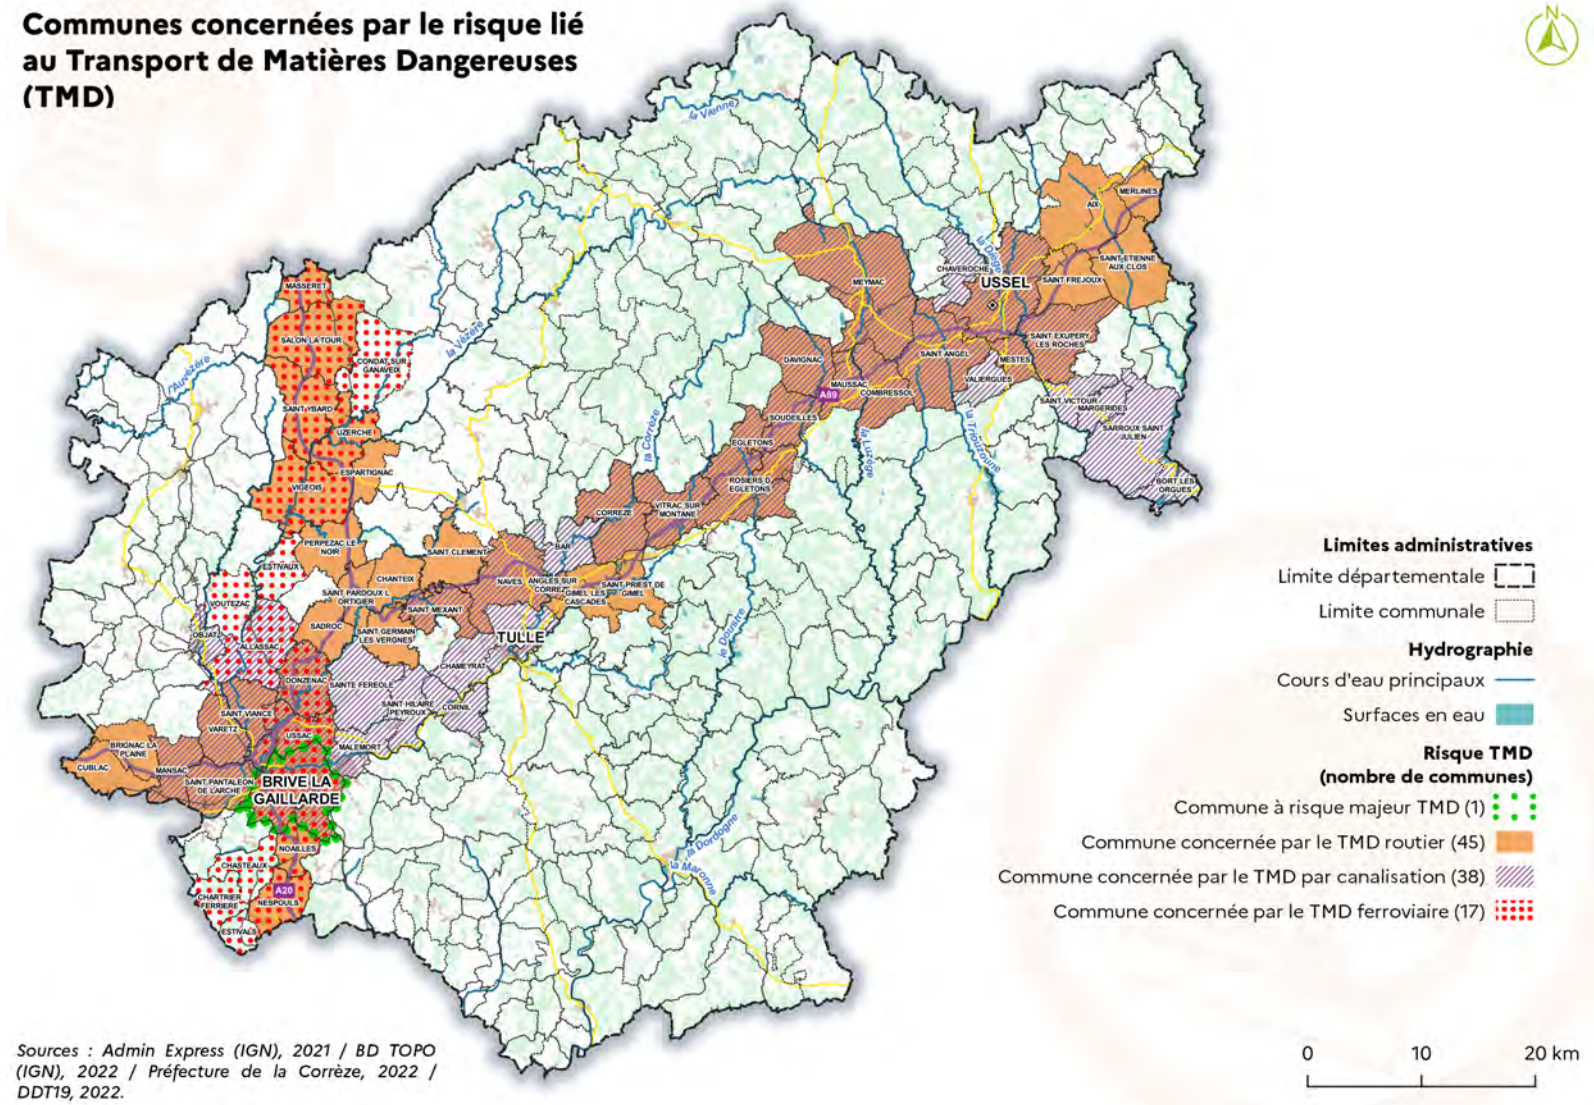 Communes concernées par le risque lié
au Transport de Matières Dangereuses
(TMD)
N
la Vienne
MERLINES
AIX
la Diège
SAINT ETIENNE
AUX CLOS
CHAVEROCHE
USSEL
SAINT FREJOUX
MEYMAC
MASSERET
SALON LA TOUR
la Vézère
SAINT EXUPERY
LES ROCHES
l'Auvézère
CONDAT SUR
GANAVEIX
DAVIGNAC
SAINT ANGEL
MESTES
VALIERGUES
MAUSSAC
COMBRESSOL
A89
SAINT VICTOUR
MARGERIDES
SAINT YBARD
SOUDEILLES
UZERCHE
la Corrèze
EGLETONS
la Luzège
la Triouzoune
SARROUX SAINT
JULIEN
ESPARTIGNAC
VIGEOIS
ROSIERS D
EGLETONS
BORT LES
ORGUES
CORREZE
VITRAC SUR
MONTANE
PERPEZAC LE
NOIR
SAINT CLEMENT
BAR
ESTIVAUX
CHANTEIX
NAVES
ANGLES SUR
CORREZE
SAINT PRIEST DE
GIMEL
GIMEL LES
CASCADES
VOUTEZAC
SAINT PARDOUX L
ORTIGIER
SAINT MEXANT
SADROC
SAINT GERMAIN
LES VERGNES
TULLE
OBJAT
ALLASSAC
le Doustre
CHAMEYRAT
DONZENAC
SAINTE FEREOLE
SAINT HILAIRE
PEYROUX
CORNIL
SAINT VIANCE
VARETZ
USSAC
MALEMORT
BRIGNAC LA
PLAINE
CUBLAC
MANSAC
SAINT PANTALEON
DE LARCHE
BRIVE LA
GAILLARDE
NOAILLES
la Dordogne
la Maronne
CHASTEAUX
A20
CHARTRIER
FERRIERE
NESPOULS
ESTIVALS
Limites administratives
Limite départementale
Limite communale
Hydrographie
Cours d'eau principaux
Surfaces en eau
Risque TMD
(nombre de communes)
Commune à risque majeur TMD (1)
Commune concernée par le TMD routier (45)
Commune concernée par le TMD par canalisation (38)
Commune concernée par le TMD ferroviaire (17)
0 10 20 km
Sources : Admin Express (IGN), 2021 / BD TOPO
(IGN), 2022 / Préfecture de la Corrèze, 2022 /
DDT19, 2022.